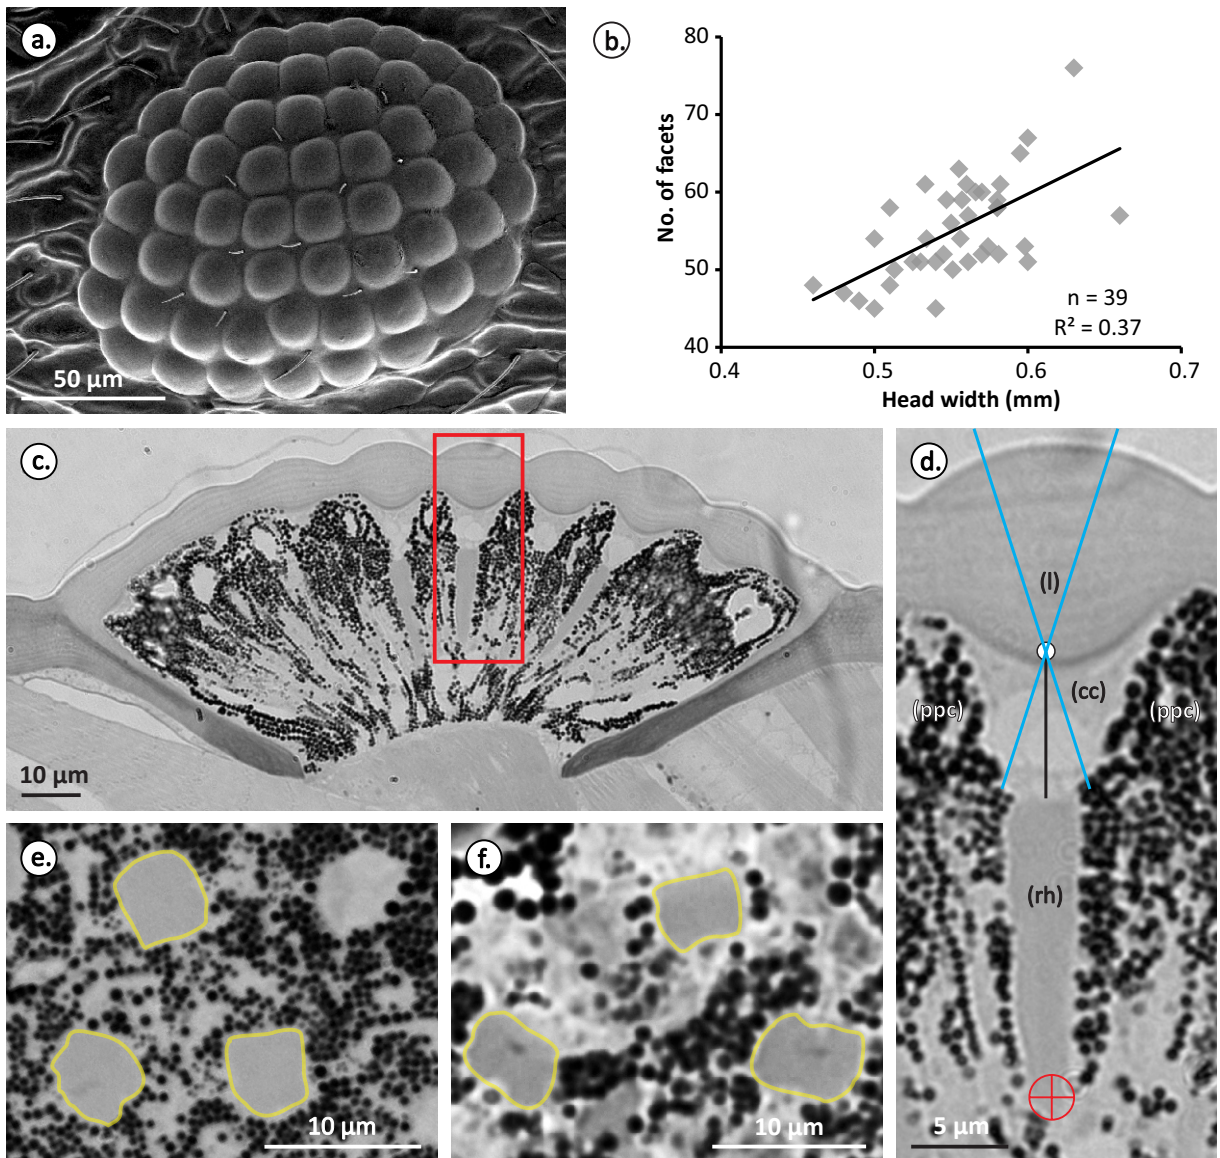 a.
50 µm
b.
No. of facets
80
70
60
50
40
n = 39
R² = 0.37
0.4 0.5 0.6 0.7
Head width (mm)
c.
10 µm
d.
(l)
(cc)
(ppc) (ppc)
(rh)
5 µm
e.
10 µm
f.
10 µm